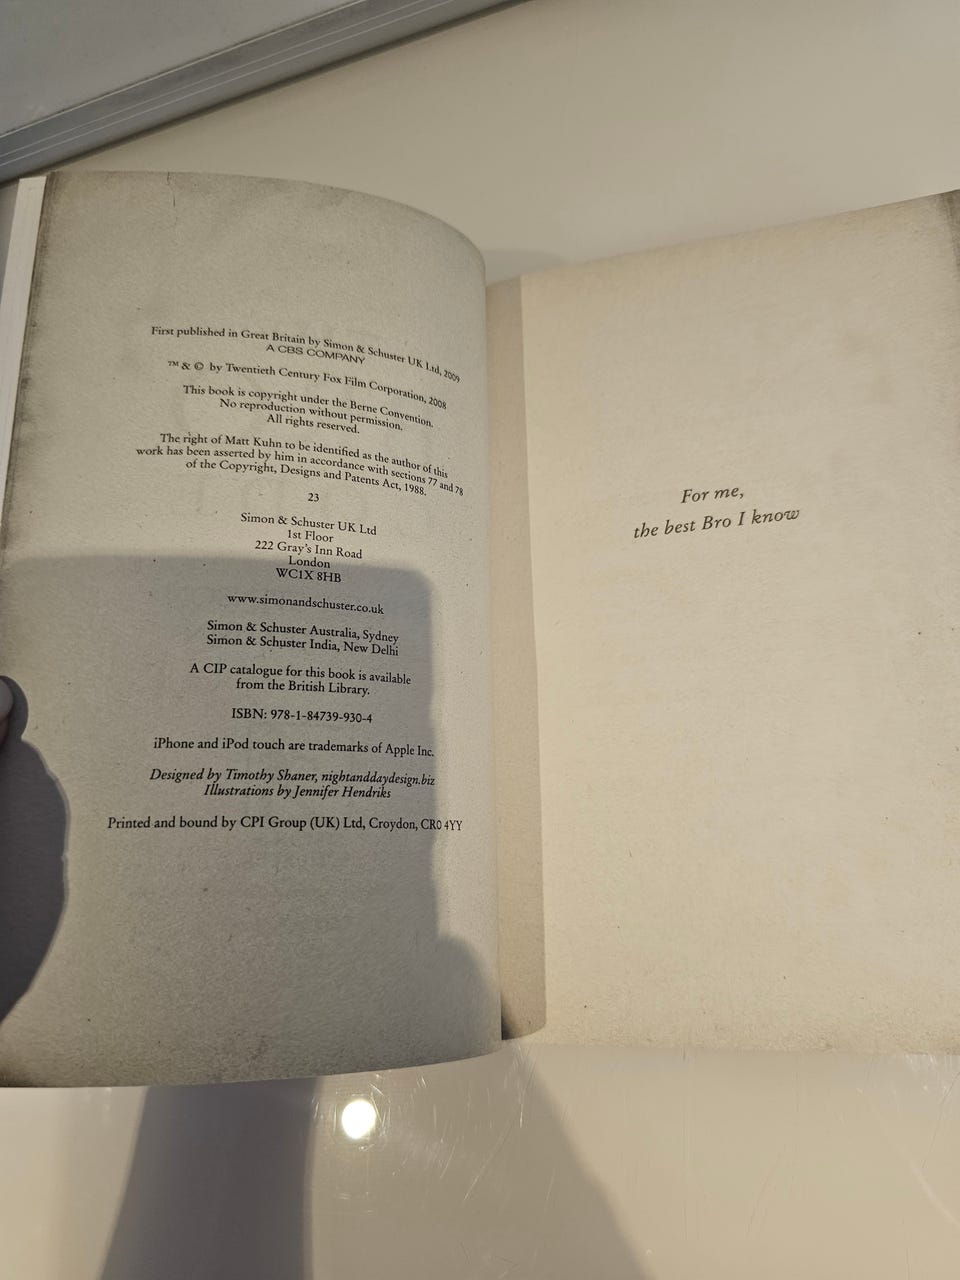 First published in Great Britain by Simon & Schuster UK Ltd, 2009
A CBS COMPANY
™ & © by Twentieth Century Fox Film Corporation, 2008
This book is copyright under the Berne Convention.
No reproduction without permission.
All rights reserved.
The right of Matt Kuhn to be identified as the author of this
work has been asserted by him in accordance with sections 77 and 78
of the Copyright, Designs and Patents Act, 1988.
23
Simon & Schuster UK Ltd
1st Floor
222 Gray's Inn Road
London
WC1X 8HB
www.simonandschuster.co.uk
Simon & Schuster Australia, Sydney
Simon & Schuster India, New Delhi
A CIP catalogue for this book is available
from the British Library.
ISBN: 978-1-84739-930-4
iPhone and iPod touch are trademarks of Apple Inc.
Designed by Timothy Shaner, nightanddaydesign.biz
Illustrations by Jennifer Hendriks
Printed and bound by CPI Group (UK) Ltd, Croydon, CR0 4YY
For me,
the best Bro I know